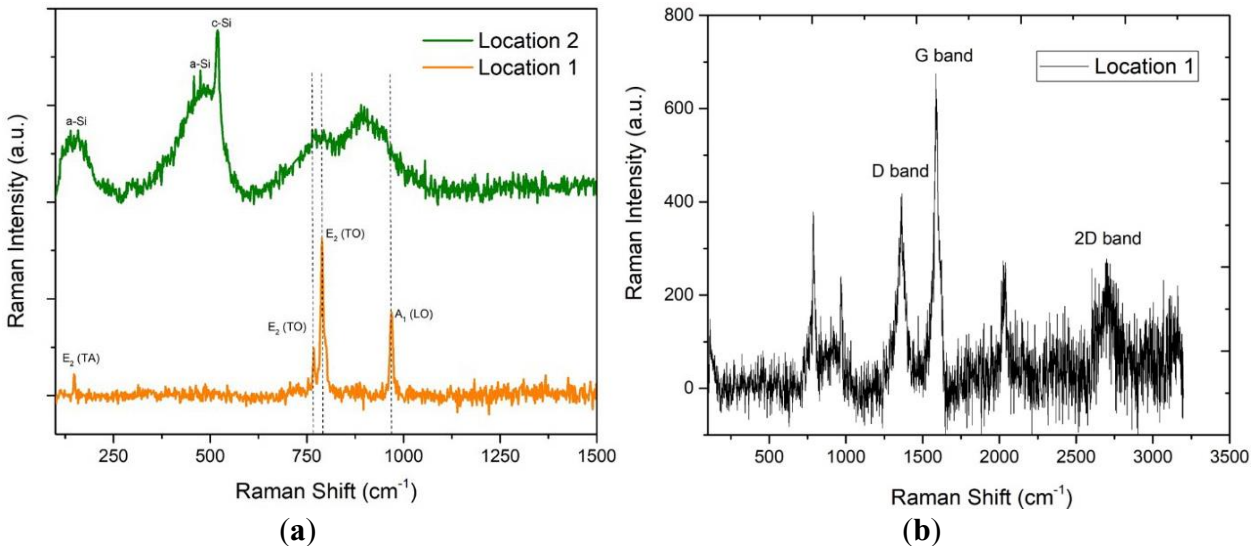 c-Si
a-Si
a-Si
Location 2
Location 1
E₂ (TO)
E₂ (TO)
A₁ (LO)
E₂ (TA)
Raman Intensity (a.u.)
250 500 750 1000 1250 1500
Raman Shift (cm⁻¹)
(a)
800
600
400
200
0
G band
D band
2D band
Location 1
Raman Intensity (a.u.)
500 1000 1500 2000 2500 3000 3500
Raman Shift (cm⁻¹)
(b)